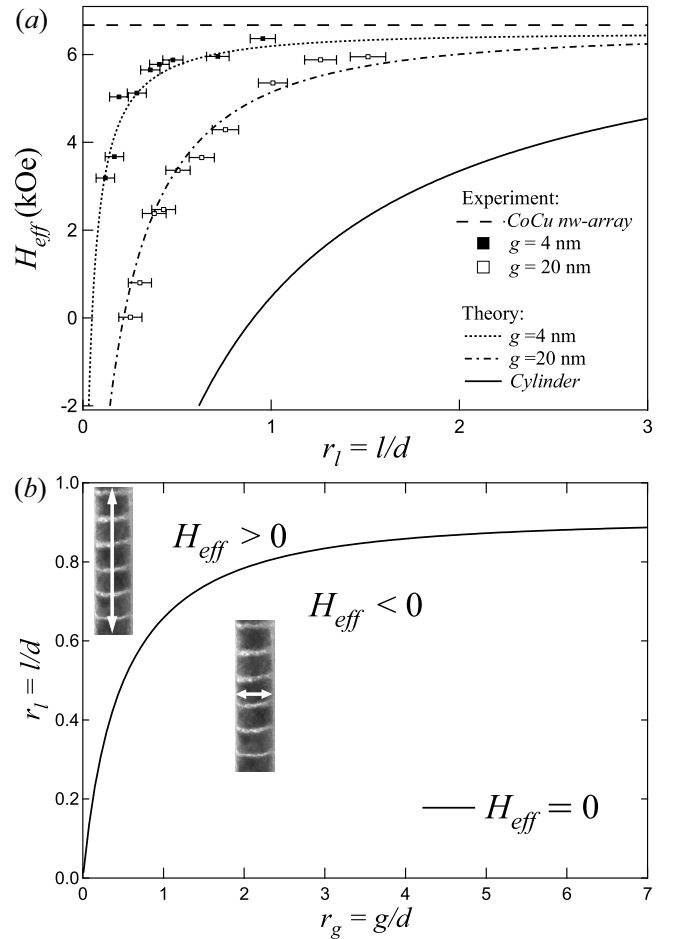 (a)
6
4
2
0
-2
H_eff (kOe)
Experiment:
CoCu nw-array
g = 4 nm
g = 20 nm
Theory:
g =4 nm
g =20 nm
Cylinder
0
1
2
3
r_l = l/d
(b)
1.0
0.8
0.6
0.4
0.2
0.0
r_l = l/d
H_eff > 0
H_eff < 0
H_eff = 0
0
1
2
3
4
5
6
7
r_g = g/d